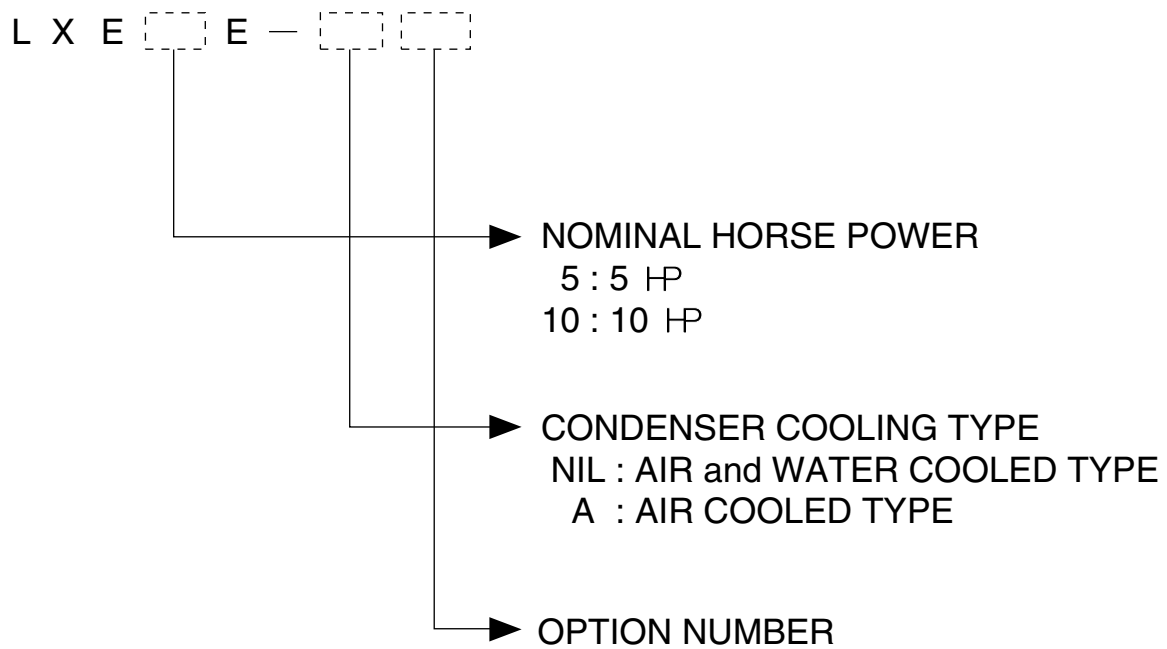 L X E E —
NOMINAL HORSE POWER
5 : 5 HP
10 : 10 HP
CONDENSER COOLING TYPE
NIL : AIR and WATER COOLED TYPE
A : AIR COOLED TYPE
OPTION NUMBER